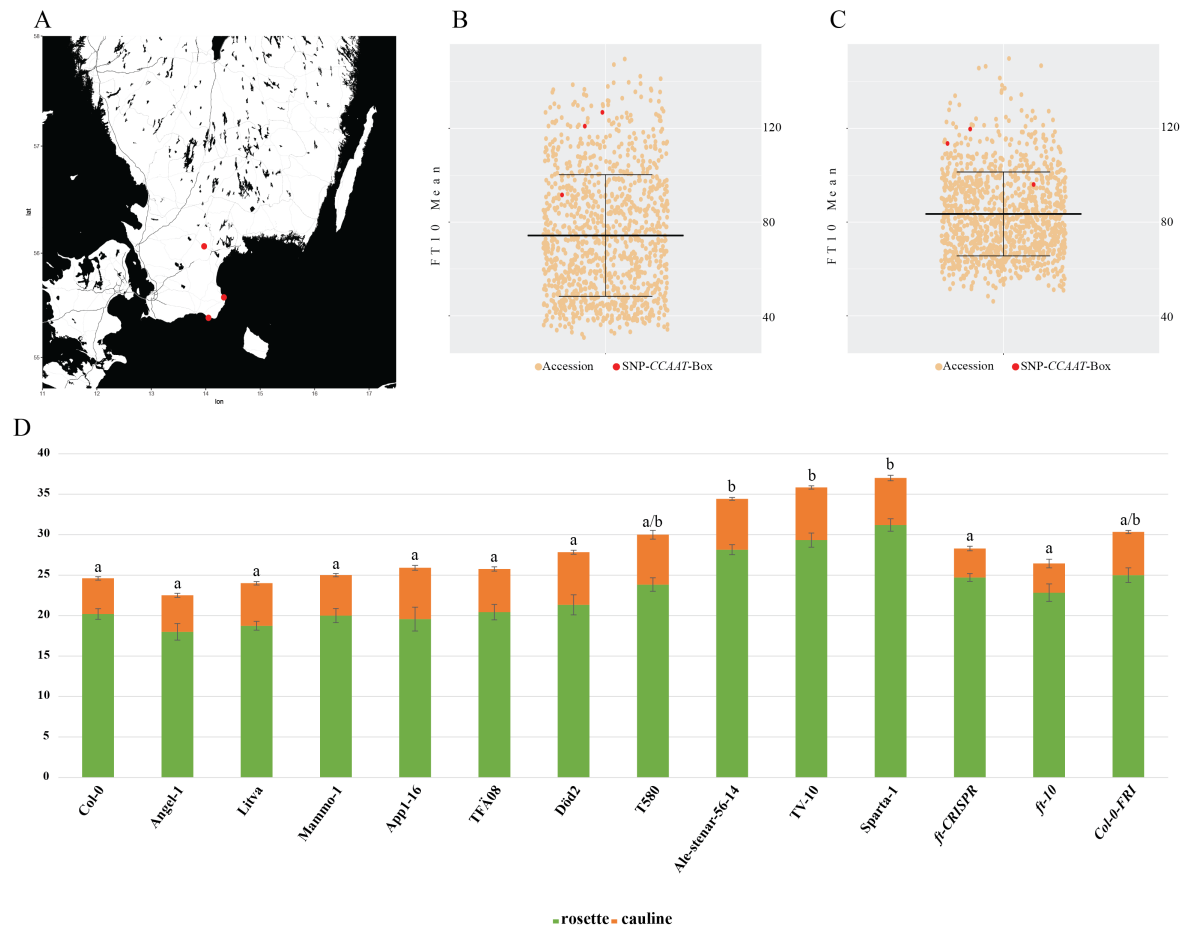 A
B
C
58
57
56
55
lat
11
12
13
14
15
16
17
lon
FT10 Mean
120
80
40
Accession
SNP-CCAAT-Box
FT10 Mean
120
80
40
Accession
SNP-CCAAT-Box
D
40
35
30
25
20
15
10
5
0
a
a
a
a
a
a
a
a/b
b
b
b
a
a
a/b
Col-0
Angel-1
Litva
Mammo-1
App1-16
TFÄ08
Död2
T580
Ale-stenar-56-14
TV-10
Sparta-1
ft-CRISPR
ft-10
Col-0-FRI
rosette cauline